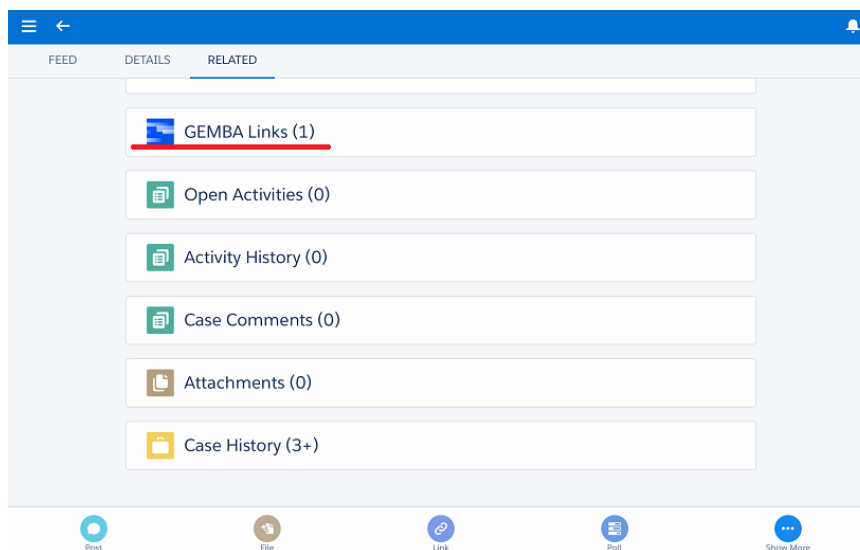 FEED DETAILS RELATED
GEMBA Links (1)
Open Activities (0)
Activity History (0)
Case Comments (0)
Attachments (0)
Case History (3+)
Post File Link Poll Show More